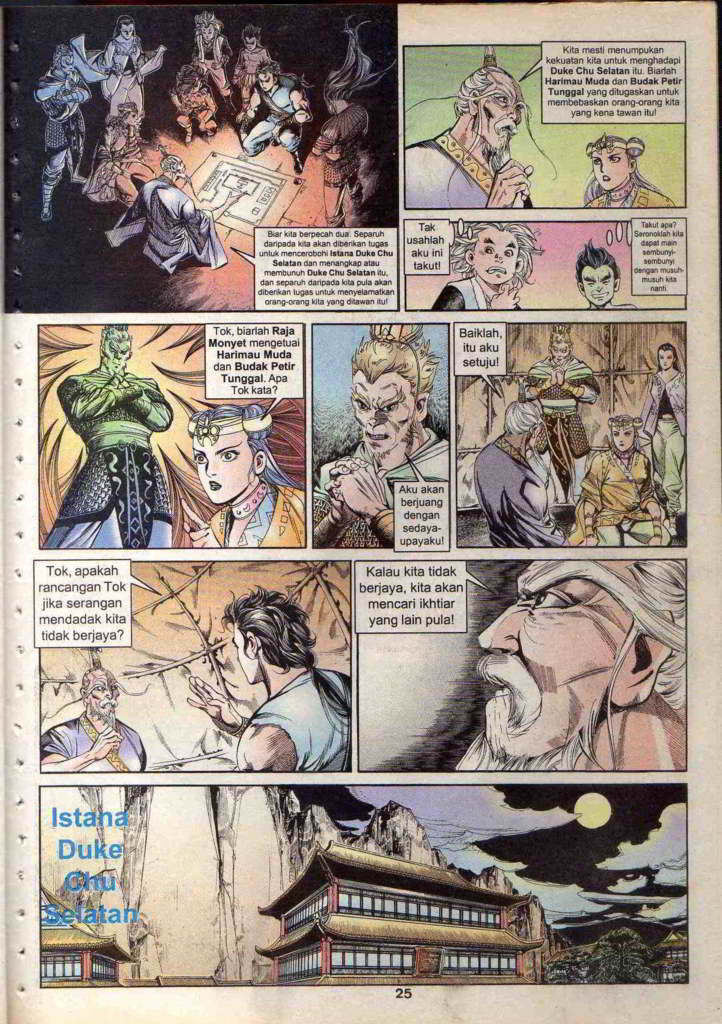 Biar kita berpecah dua. Separuh
daripada kita akan diberikan tugas
untuk mencerobohi Istana Duke Chu
Selatan dan menangkap atau
membunuh Duke Chu Selatan itu,
dan separuh daripada kita pula akan
diberikan tugas untuk menyelamatkan
orang-orang kita yang ditawan itu!
Kita mesti menumpukan
kekuatan kita untuk menghadapi
Duke Chu Selatan itu. Biarlah
Harimau Muda dan Budak Petir
Tunggal yang ditugaskan untuk
membebaskan orang-orang kita
yang kena tawan itu!
Tak
usahlah
aku ini
takut!
Takut apa?
Seronoklah kita
dapat main
sembunyi-
sembunyi
dengan musuh-
musuh kita
nanti.
Tok, biarlah Raja
Monyet mengetuai
Harimau Muda
dan Budak Petir
Tunggal. Apa
Tok kata?
Aku akan
berjuang
dengan
sedaya-
upayaku!
Baiklah,
itu aku
setuju!
Tok, apakah
rancangan Tok
jika serangan
mendadak kita
tidak berjaya?
Kalau kita tidak
berjaya, kita akan
mencari ikhtiar
yang lain pula!
Istana
Duke
Chu
Selatan
25